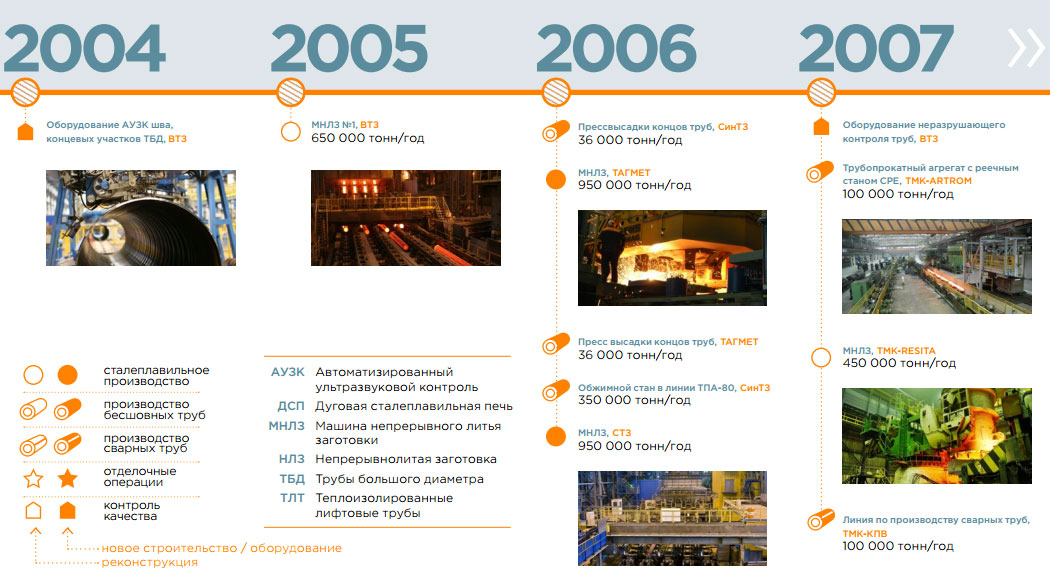 2004
Оборудование АУЗК шва,
концевых участков ТБД, ВТЗ
2005
МНЛЗ №1, ВТЗ
650 000 тонн/год
2006
Прессвысадки концов труб, СинТЗ
36 000 тонн/год
МНЛЗ, ТАГМЕТ
950 000 тонн/год
Пресс высадки концов труб, ТАГМЕТ
36 000 тонн/год
Обжимной стан в линии ТПА-80, СинТЗ
350 000 тонн/год
МНЛЗ, СТЗ
950 000 тонн/год
2007
Оборудование неразрушающего
контроля труб, ВТЗ
Трубопрокатный агрегат с реечным
станом CPE, TMK-ARTROM
100 000 тонн/год
МНЛЗ, TMK-RESITA
450 000 тонн/год
Линия по производству сварных труб,
ТМК-КПВ
100 000 тонн/год
сталеплавильное
производство
производство
бесшовных труб
производство
сварных труб
отделочные
операции
контроль
качества
новое строительство / оборудование
реконструкция
АУЗК Автоматизированный
ультразвуковой контроль
ДСП Дуговая сталеплавильная печь
МНЛЗ Машина непрерывного литья
заготовки
НЛЗ Непрерывнолитая заготовка
ТБД Трубы большого диаметра
ТЛТ Теплоизолированные
лифтовые трубы